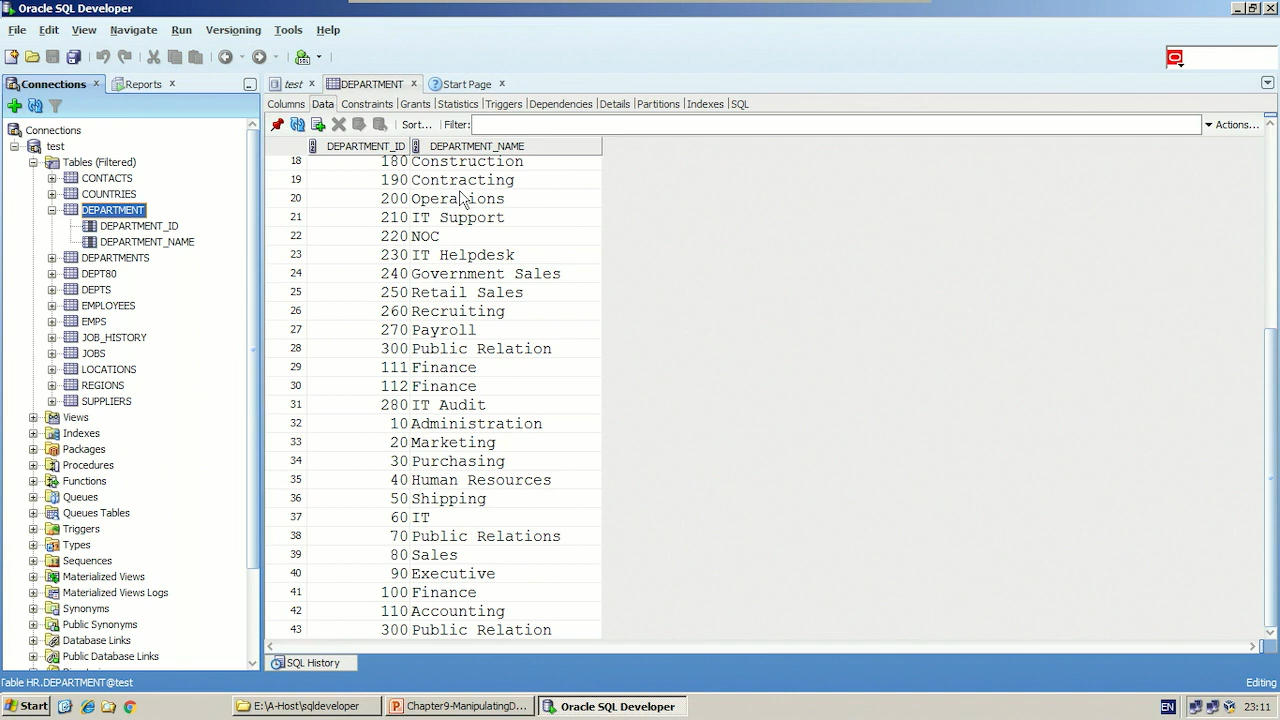 Oracle SQL Developer
File Edit View Navigate Run Versioning Tools Help
Connections Reports
test DEPARTMENT Start Page
Columns Data Constraints Grants Statistics Triggers Dependencies Details Partitions Indexes SQL
Sort... Filter: Actions...
Connections
test
Tables (Filtered)
CONTACTS
COUNTRIES
DEPARTMENT
DEPARTMENT_ID
DEPARTMENT_NAME
DEPARTMENTS
DEPT80
DEPTS
EMPLOYEES
EMPS
JOB_HISTORY
JOBS
LOCATIONS
REGIONS
SUPPLIERS
Views
Indexes
Packages
Procedures
Functions
Queues
Queues Tables
Triggers
Types
Sequences
Materialized Views
Materialized Views Logs
Synonyms
Public Synonyms
Database Links
Public Database Links
DEPARTMENT_ID DEPARTMENT_NAME
18 180 Construction
19 190 Contracting
20 200 Operations
21 210 IT Support
22 220 NOC
23 230 IT Helpdesk
24 240 Government Sales
25 250 Retail Sales
26 260 Recruiting
27 270 Payroll
28 300 Public Relation
29 111 Finance
30 112 Finance
31 280 IT Audit
32 10 Administration
33 20 Marketing
34 30 Purchasing
35 40 Human Resources
36 50 Shipping
37 60 IT
38 70 Public Relations
39 80 Sales
40 90 Executive
41 100 Finance
42 110 Accounting
43 300 Public Relation
SQL History
Table HR.DEPARTMENT@test Editing
Start E:\A-Host\sqldeveloper Chapter9-ManipulatingD... Oracle SQL Developer EN 23:11